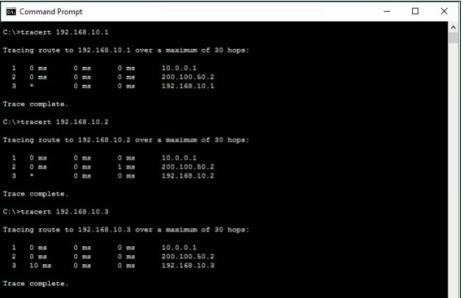 Command Prompt
C:\>tracert 192.168.10.1
Tracing route to 192.168.10.1 over a maximum of 30 hops:
1 0 ms 0 ms 0 ms 10.0.0.1
2 0 ms 0 ms 0 ms 200.100.50.2
3 * 0 ms 0 ms 192.168.10.1
Trace complete.
C:\>tracert 192.168.10.2
Tracing route to 192.168.10.2 over a maximum of 30 hops:
1 0 ms 0 ms 0 ms 10.0.0.1
2 0 ms 0 ms 1 ms 200.100.50.2
3 * 0 ms 0 ms 192.168.10.2
Trace complete.
C:\>tracert 192.168.10.3
Tracing route to 192.168.10.3 over a maximum of 30 hops:
1 0 ms 0 ms 0 ms 10.0.0.1
2 0 ms 0 ms 0 ms 200.100.50.2
3 10 ms 0 ms 0 ms 192.168.10.3
Trace complete.